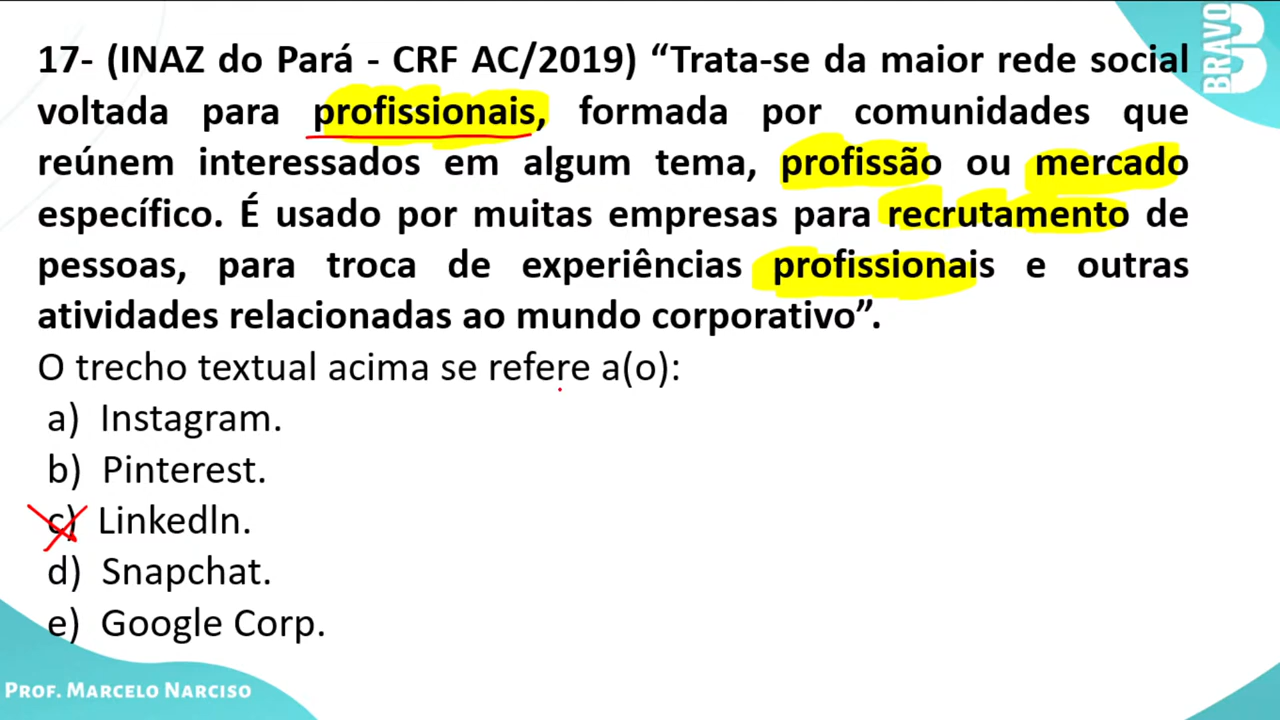 17- (INAZ do Pará - CRF AC/2019) “Trata-se da maior rede social
voltada para profissionais, formada por comunidades que
reúnem interessados em algum tema, profissão ou mercado
específico. É usado por muitas empresas para recrutamento de
pessoas, para troca de experiências profissionais e outras
atividades relacionadas ao mundo corporativo”.
O trecho textual acima se refere a(o):
a) Instagram.
b) Pinterest.
c) Linkedln.
d) Snapchat.
e) Google Corp.
PROF. MARCELO NARCISO
BRAVO